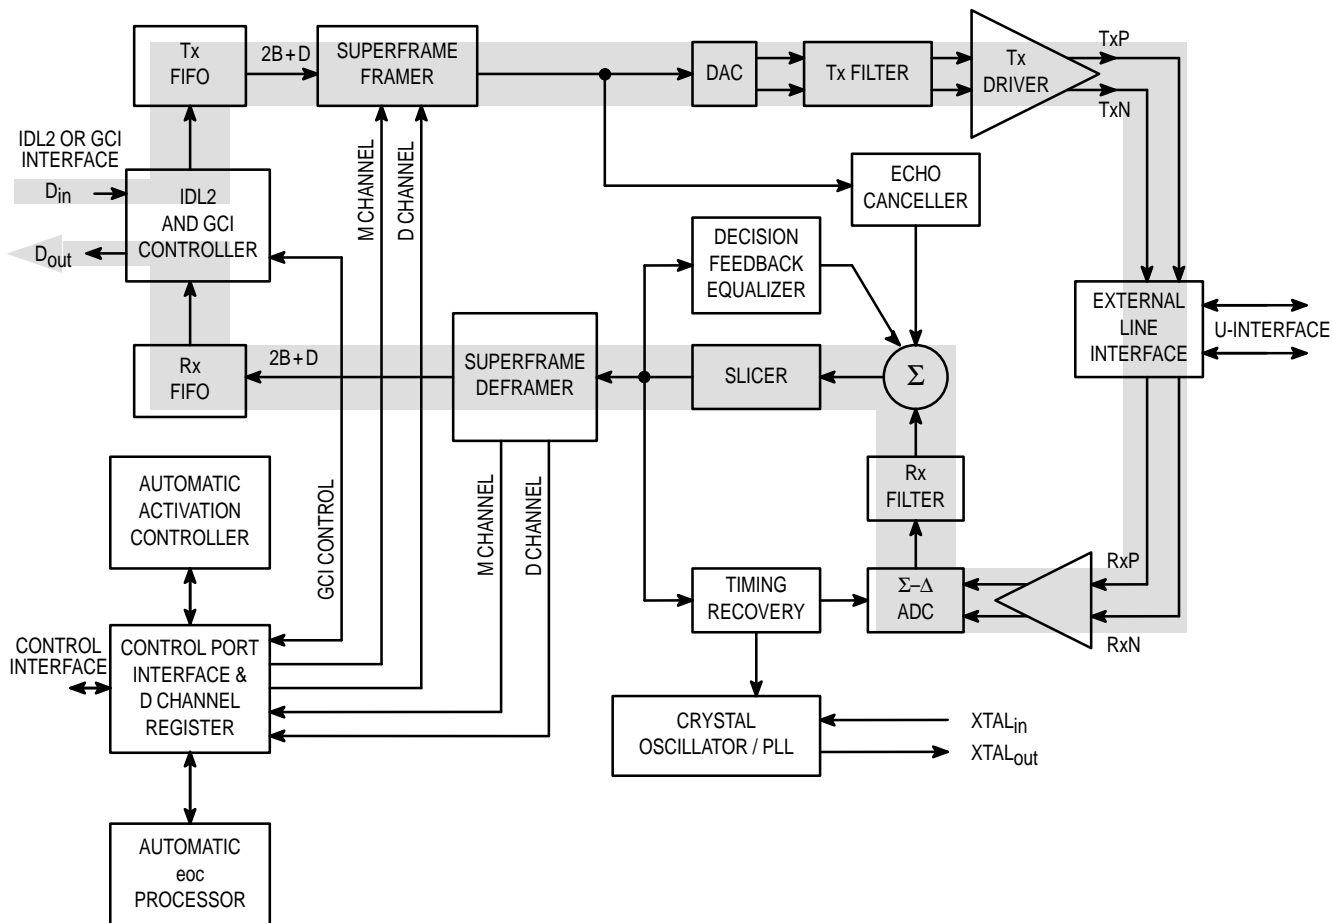 Tx
FIFO
2B+D
SUPERFRAME
FRAMER
DAC
Tx FILTER
Tx
DRIVER
TxP
TxN
IDL2 OR GCI
INTERFACE
Din
Dout
IDL2
AND GCI
CONTROLLER
M CHANNEL
D CHANNEL
ECHO
CANCELLER
DECISION
FEEDBACK
EQUALIZER
EXTERNAL
LINE
INTERFACE
U-INTERFACE
Rx
FIFO
2B+D
SUPERFRAME
DEFRAMER
SLICER
Σ
Rx
FILTER
AUTOMATIC
ACTIVATION
CONTROLLER
GCI CONTROL
M CHANNEL
D CHANNEL
TIMING
RECOVERY
Σ–Δ
ADC
RxP
RxN
CONTROL
INTERFACE
CONTROL PORT
INTERFACE &
D CHANNEL
REGISTER
CRYSTAL
OSCILLATOR / PLL
XTALin
XTALout
AUTOMATIC
eoc
PROCESSOR